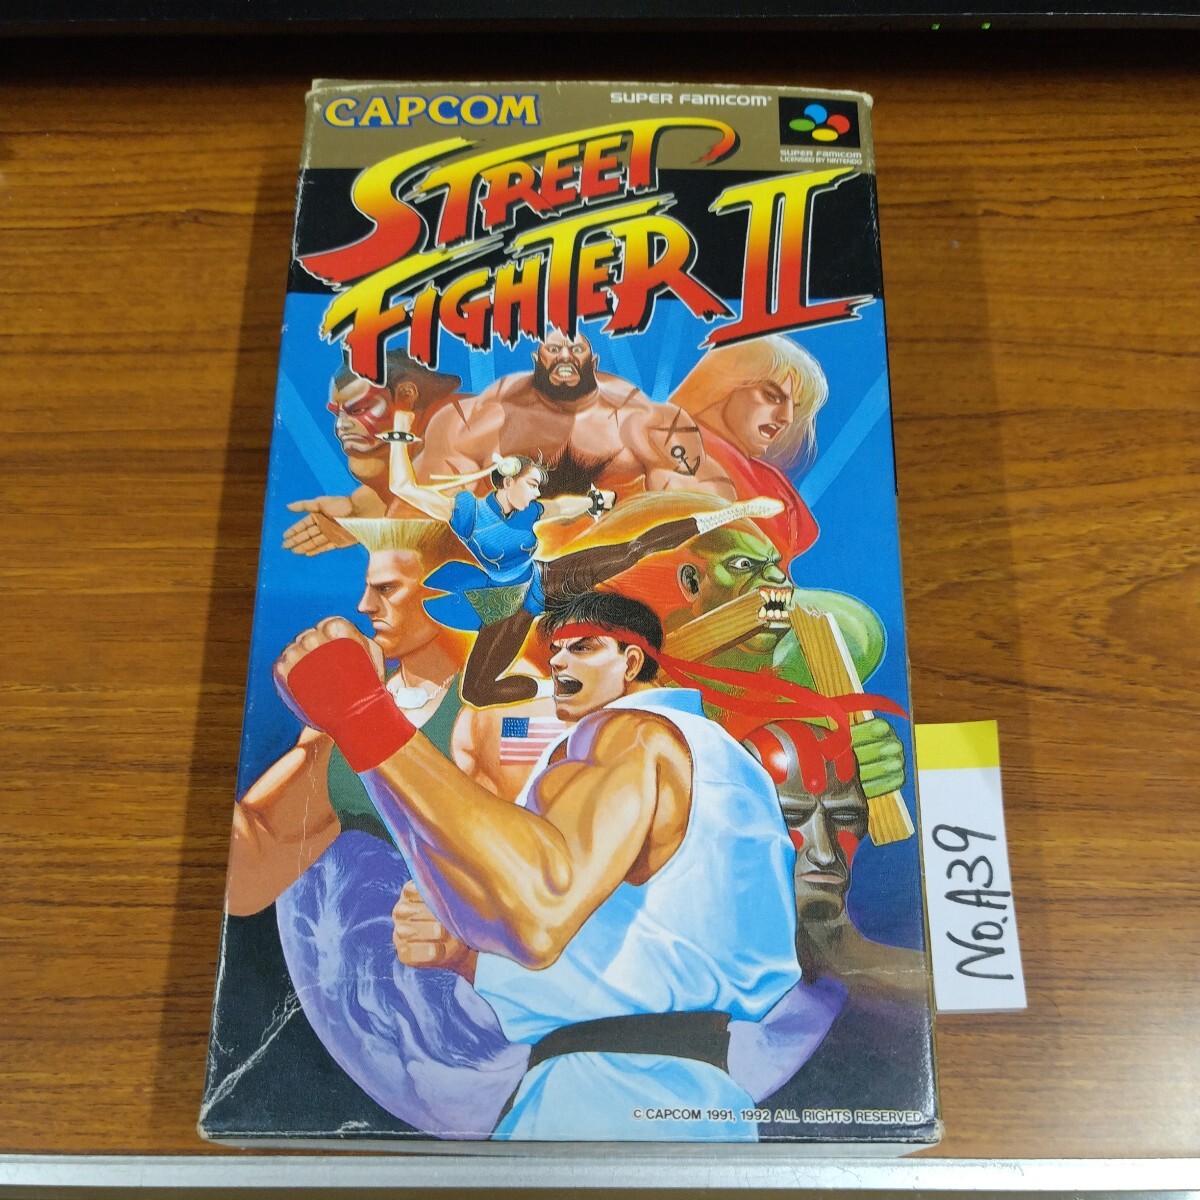 CAPCOM
SUPER FAMICOM
SUPER FAMICOM
LICENSED BY NINTENDO
STREET
FIGHTER II
No.A39
© CAPCOM 1991, 1992 ALL RIGHTS RESERVED.